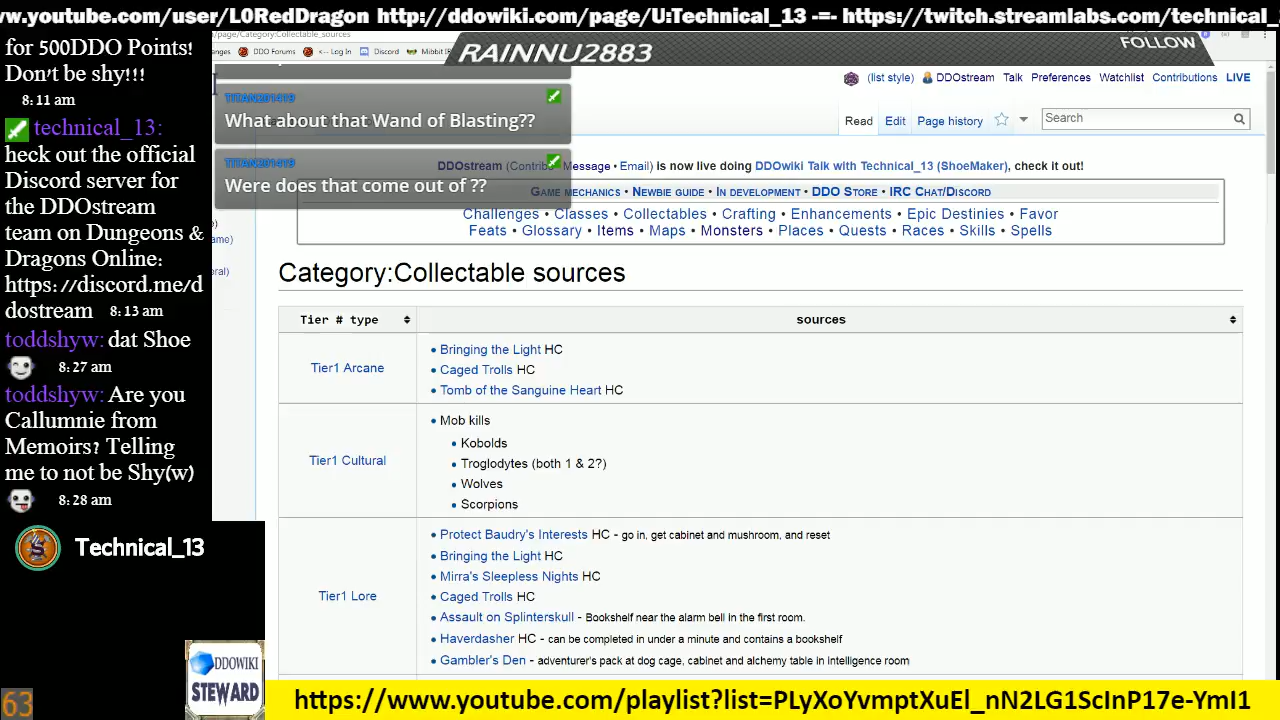 ww.youtube.com/user/L0RedDragon http://ddowiki.com/page/U:Technical_13 -=- https://twitch.streamlabs.com/technical_
/page/Category:Collectable_sources
DDO Forums
<-- Log In
Discord
RAINNU2883
FOLLOW
for 500DDO Points!
Don't be shy!!!
8:11 am
technical_13:
heck out the official
Discord server for
the DDOstream
team on Dungeons &
Dragons Online:
https://discord.me/d
dostream 8:13 am
toddshyw: dat Shoe
8:27 am
toddshyw: Are you
Callumnie from
Memoirs? Telling
me to not be Shy(w)
8:28 am
Technical_13
TITAN201419
What about that Wand of Blasting??
TITAN201419
Were does that come out of ??
(list style) DDOstream Talk Preferences Watchlist Contributions LIVE
Read Edit Page history Search
DDOstream (Contribs Message • Email) is now live doing DDOwiki Talk with Technical_13 (ShoeMaker), check it out!
Game mechanics • Newbie guide • In development • DDO Store • IRC Chat/Discord
Challenges • Classes • Collectables • Crafting • Enhancements • Epic Destinies • Favor
Feats • Glossary • Items • Maps • Monsters • Places • Quests • Races • Skills • Spells
Category:Collectable sources
Tier # type sources
Tier1 Arcane
• Bringing the Light HC
• Caged Trolls HC
• Tomb of the Sanguine Heart HC
Tier1 Cultural
• Mob kills
• Kobolds
• Troglodytes (both 1 & 2?)
• Wolves
• Scorpions
Tier1 Lore
• Protect Baudry's Interests HC - go in, get cabinet and mushroom, and reset
• Bringing the Light HC
• Mirra's Sleepless Nights HC
• Caged Trolls HC
• Assault on Splinterskull - Bookshelf near the alarm bell in the first room.
• Haverdasher HC - can be completed in under a minute and contains a bookshelf
• Gambler's Den - adventurer's pack at dog cage, cabinet and alchemy table in intelligence room
DDOWIKI
STEWARD
63
https://www.youtube.com/playlist?list=PLyXoYvmptXuEl_nN2LG1ScInP17e-YmI1